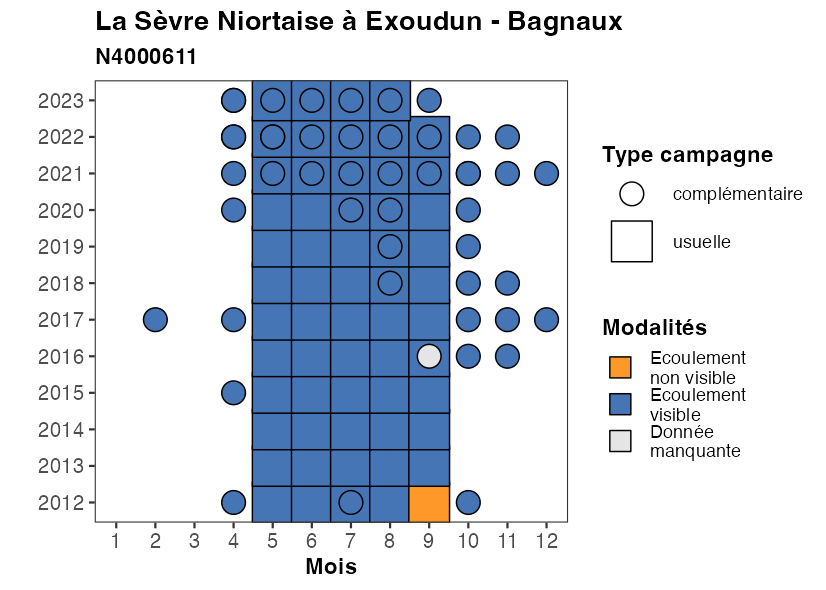 La Sèvre Niortaise à Exoudun - Bagnaux
N4000611
2023
2022
2021
2020
2019
2018
2017
2016
2015
2014
2013
2012
1 2 3 4 5 6 7 8 9 10 11 12
Mois
Type campagne
complémentaire
usuelle
Modalités
Ecoulement
non visible
Ecoulement
visible
Donnée
manquante